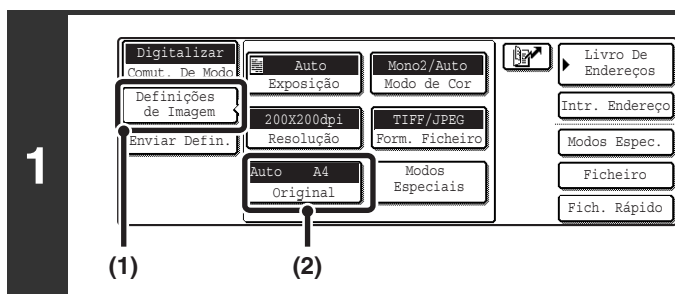 1
Digitalizar
Comut. De Modo
Definições
de Imagem
Enviar Defin.
Auto
Exposição
Mono2/Auto
Modo de Cor
200X200dpi
Resolução
TIFF/JPEG
Form. Ficheiro
Auto A4
Original
Modos
Especiais
Livro De
Endereços
Intr. Endereço
Modos Espec.
Ficheiro
Fich. Rápido
(1)
(2)